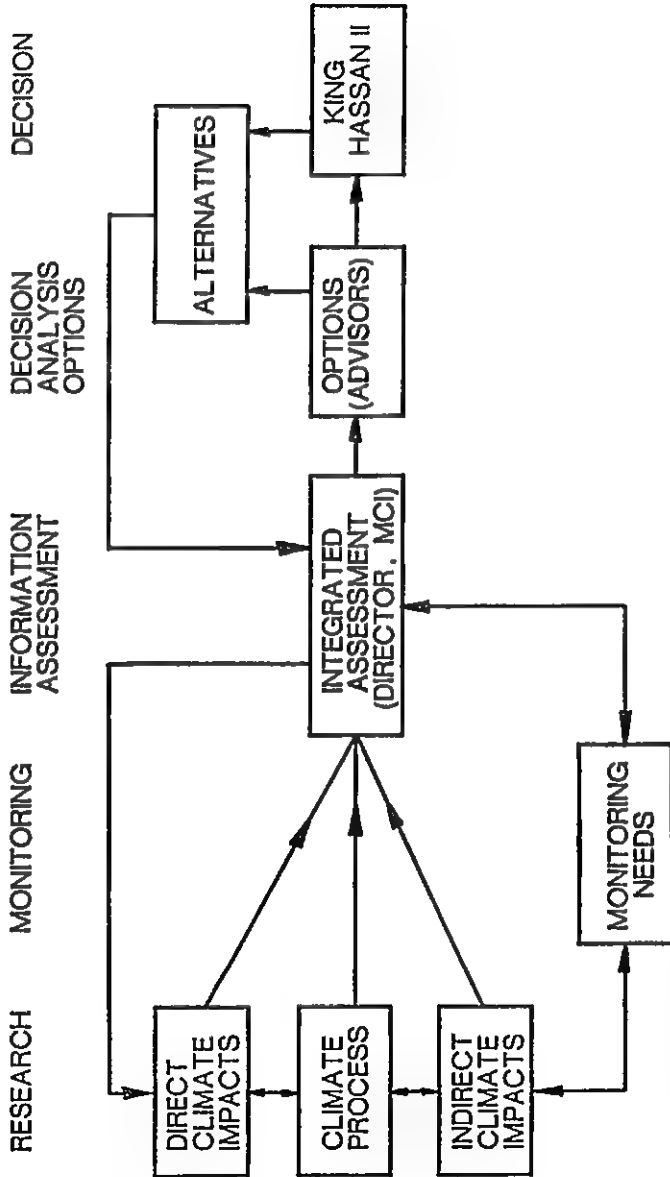 RESEARCH
MONITORING
INFORMATION
ASSESSMENT
DECISION
ANALYSIS
OPTIONS
DECISION
DIRECT
CLIMATE
IMPACTS
CLIMATE
PROCESS
INDIRECT
CLIMATE
IMPACTS
INTEGRATED
ASSESSMENT
(DIRECTOR, MCI)
OPTIONS
(ADVISORS)
ALTERNATIVES
KING
HASSAN II
MONITORING
NEEDS